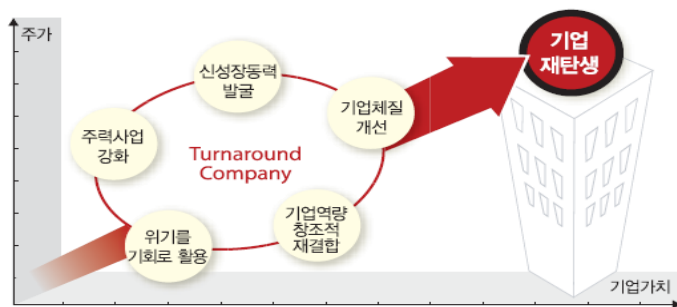 주가
기업
재탄생
신성장동력
발굴
기업체질
개선
주력사업
강화
Turnaround
Company
기업역량
창조적
재결합
위기를
기회로 활용
기업가치